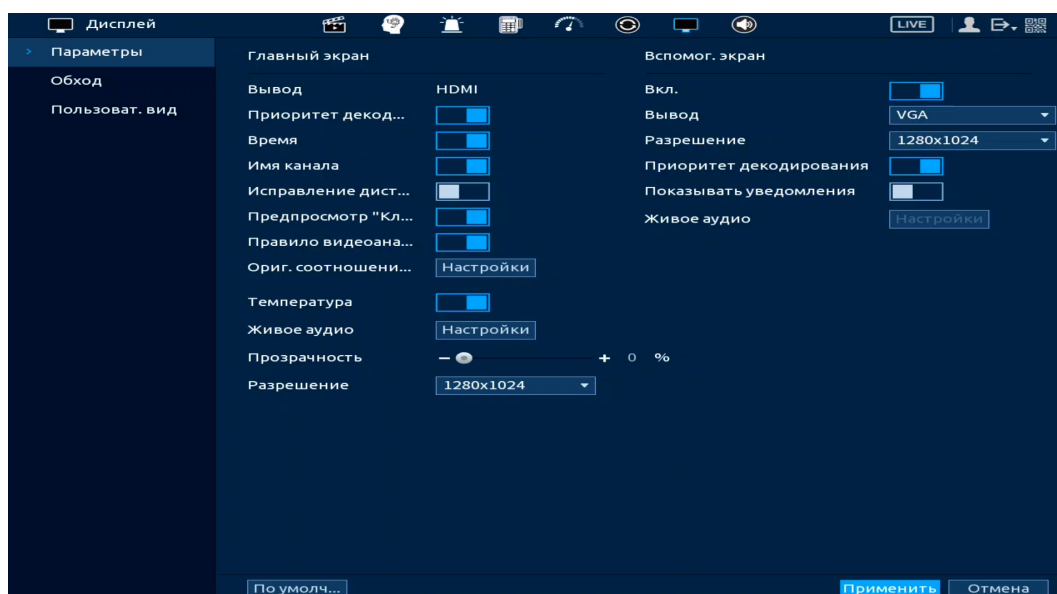 Дисплей
LIVE
Параметры
Обход
Пользоват. вид
Главный экран
Вывод HDMI
Приоритет декод...
Время
Имя канала
Исправление дист...
Предпросмотр "Кл...
Правило видеоана...
Ориг. соотношени... Настройки
Температура
Живое аудио Настройки
Прозрачность − + 0 %
Разрешение 1280x1024
Вспомог. экран
Вкл.
Вывод VGA
Разрешение 1280x1024
Приоритет декодирования
Показывать уведомления
Живое аудио Настройки
По умолч... Применить Отмена